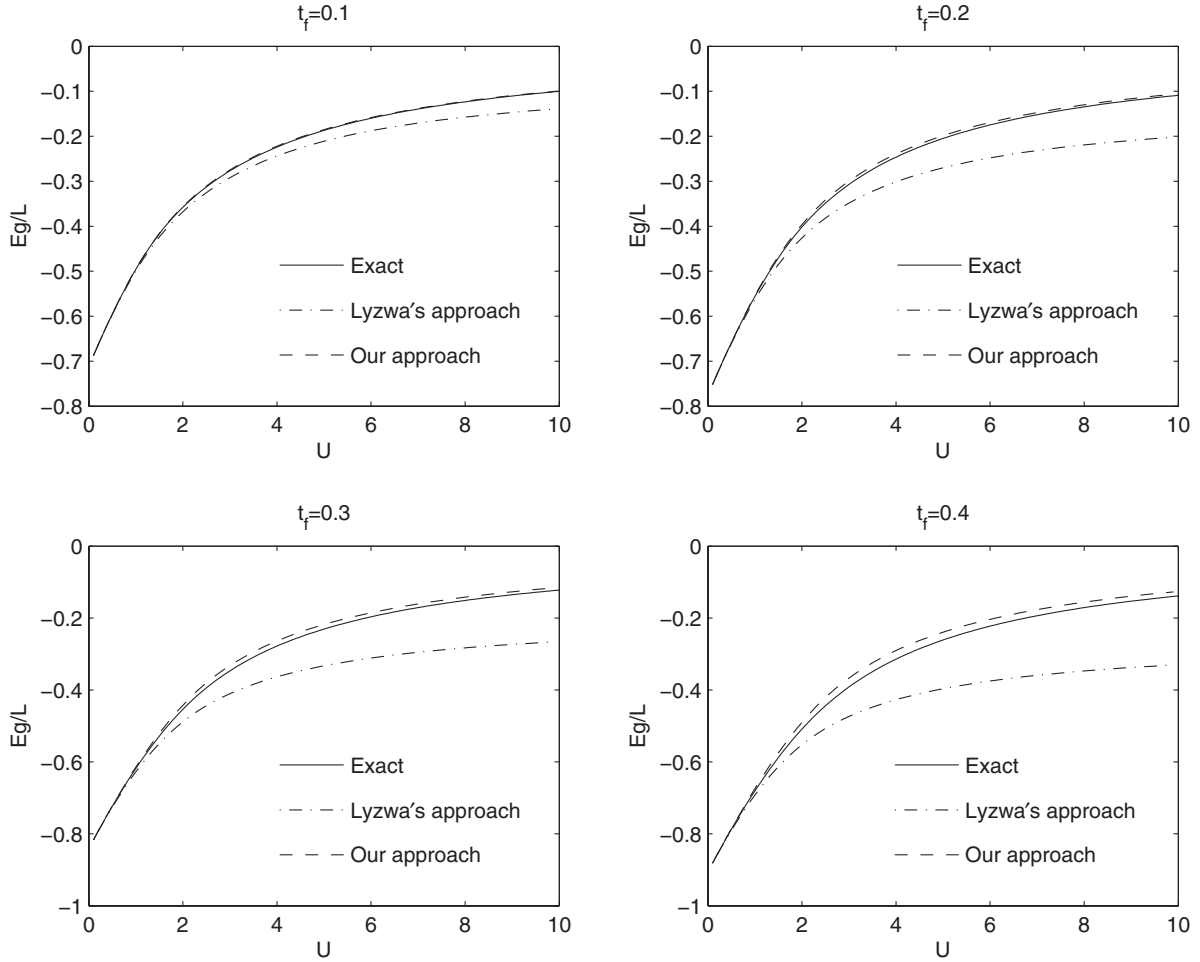 t_f=0.1
0
−0.1
−0.2
−0.3
−0.4
−0.5
−0.6
−0.7
−0.8
Eg/L
Exact
Lyzwa′s approach
Our approach
0 2 4 6 8 10
U
t_f=0.2
0
−0.1
−0.2
−0.3
−0.4
−0.5
−0.6
−0.7
−0.8
Eg/L
Exact
Lyzwa′s approach
Our approach
0 2 4 6 8 10
U
t_f=0.3
0
−0.2
−0.4
−0.6
−0.8
−1
Eg/L
Exact
Lyzwa′s approach
Our approach
0 2 4 6 8 10
U
t_f=0.4
0
−0.2
−0.4
−0.6
−0.8
−1
Eg/L
Exact
Lyzwa′s approach
Our approach
0 2 4 6 8 10
U